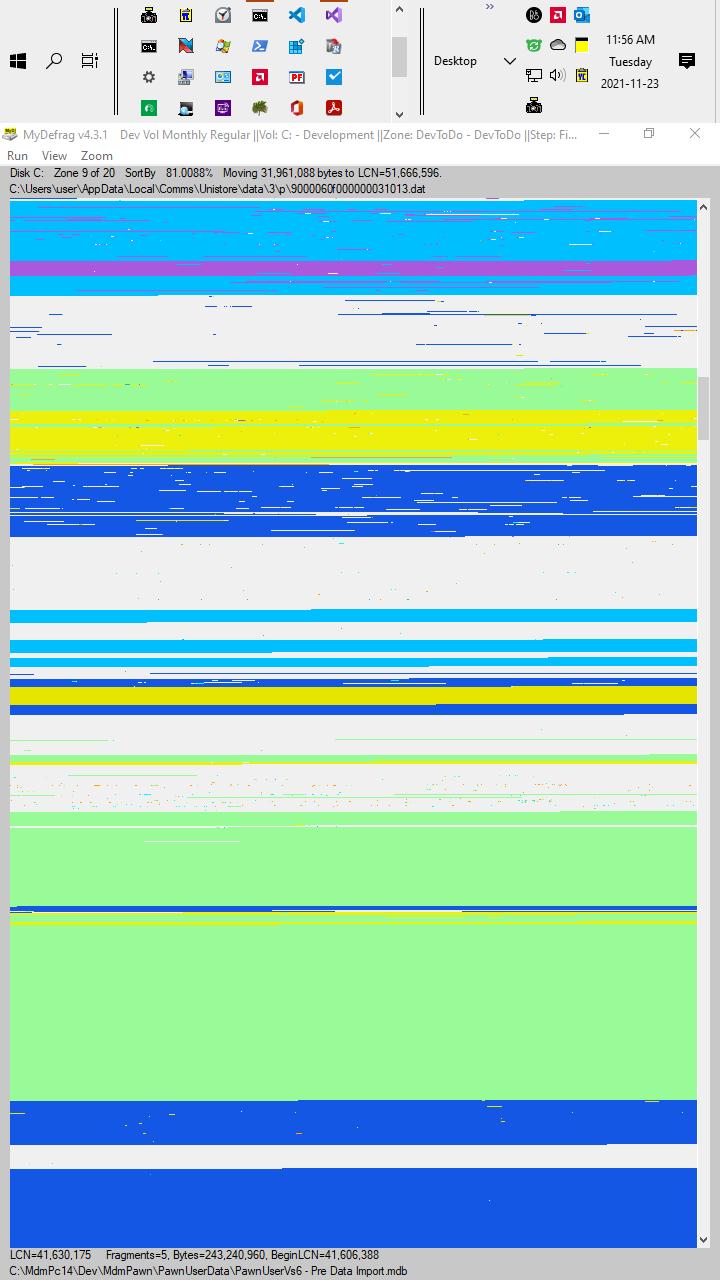 Desktop
11:56 AM
Tuesday
2021-11-23
MyDefrag v4.3.1 Dev Vol Monthly Regular ||Vol: C: - Development ||Zone: DevToDo - DevToDo ||Step: Fi...
Run View Zoom
Disk C: Zone 9 of 20 SortBy 81.0088% Moving 31,961,088 bytes to LCN=51,666,596.
C:\Users\user\AppData\Local\Comms\Unistore\data\3\p\9000060f000000031013.dat
LCN=41,630,175 Fragments=5, Bytes=243,240,960, BeginLCN=41,606,388
C:\MdmPc14\Dev\MdmPawn\PawnUserData\PawnUserVs6 - Pre Data Import.mdb